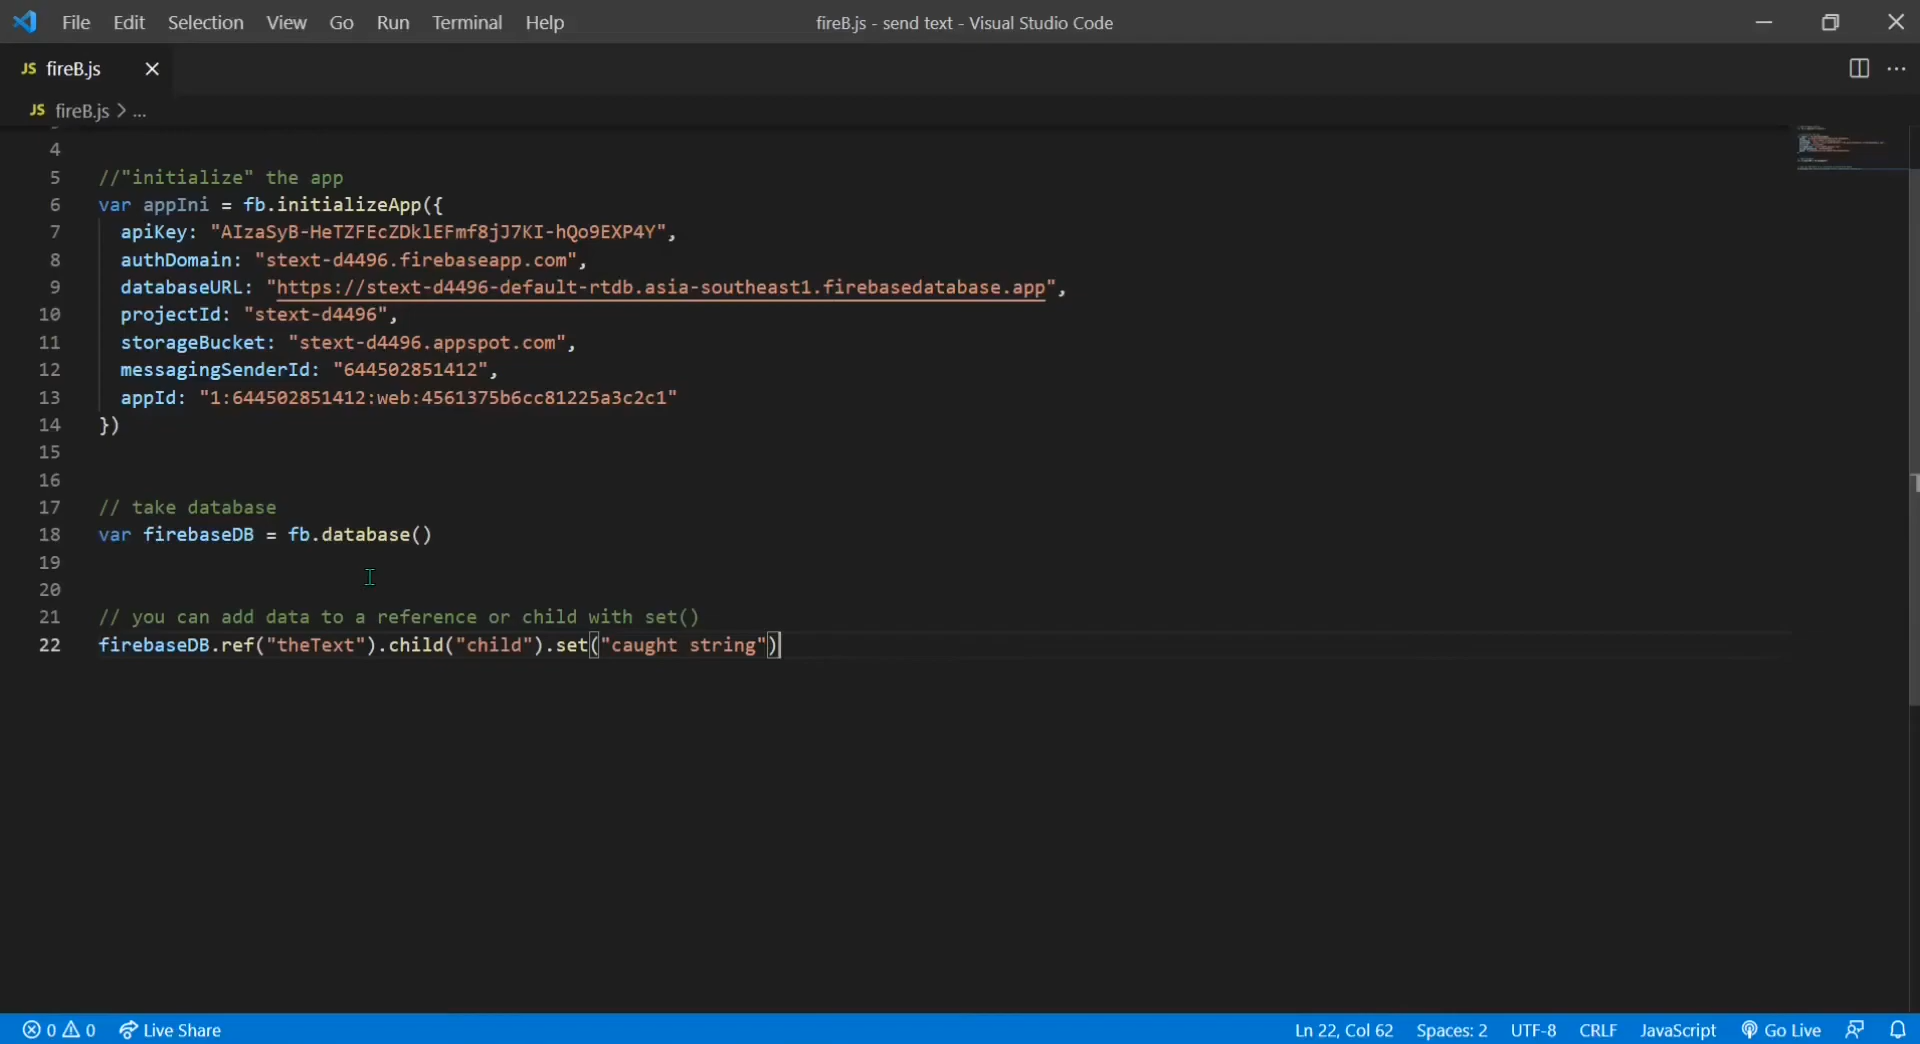 File Edit Selection View Go Run Terminal Help fireB.js - send text - Visual Studio Code
JS fireB.js
JS fireB.js > ...
4
5 //"initialize" the app
6 var appIni = fb.initializeApp({
7 apiKey: "AIzaSyB-HeTZFEcZDklEFmf8jJ7KI-hQo9EXP4Y",
8 authDomain: "stext-d4496.firebaseapp.com",
9 databaseURL: "https://stext-d4496-default-rtdb.asia-southeast1.firebasedatabase.app",
10 projectId: "stext-d4496",
11 storageBucket: "stext-d4496.appspot.com",
12 messagingSenderId: "644502851412",
13 appId: "1:644502851412:web:4561375b6cc81225a3c2c1"
14 })
15
16
17 // take database
18 var firebaseDB = fb.database()
19
20
21 // you can add data to a reference or child with set()
22 firebaseDB.ref("theText").child("child").set("caught string")
0 0 Live Share Ln 22, Col 62 Spaces: 2 UTF-8 CRLF JavaScript Go Live